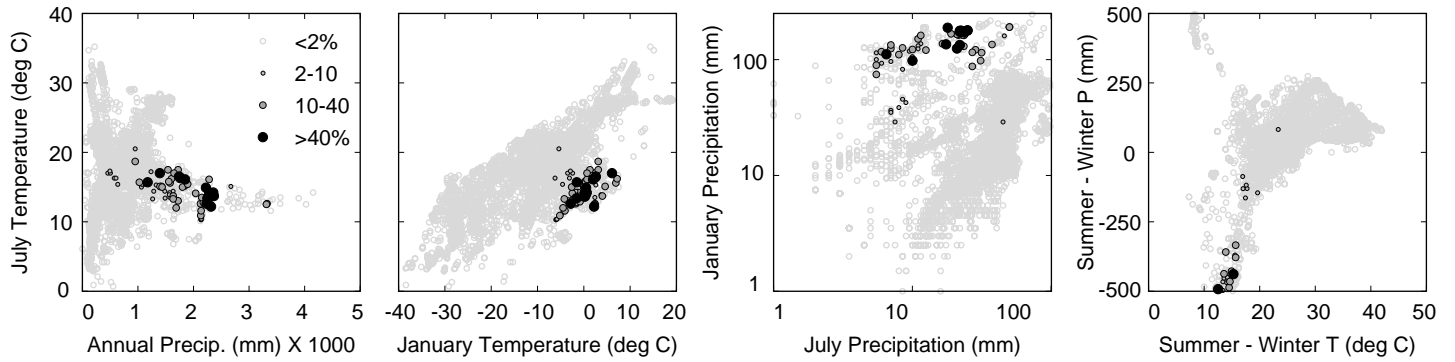 July Temperature (deg C)
40
30
20
10
0
<2%
2-10
10-40
>40%
0 1 2 3 4 5
Annual Precip. (mm) X 1000
-40 -30 -20 -10 0 10 20
January Temperature (deg C)
January Precipitation (mm)
100
10
1
1 10 100
July Precipitation (mm)
Summer - Winter P (mm)
500
250
0
-250
-500
0 10 20 30 40 50
Summer - Winter T (deg C)